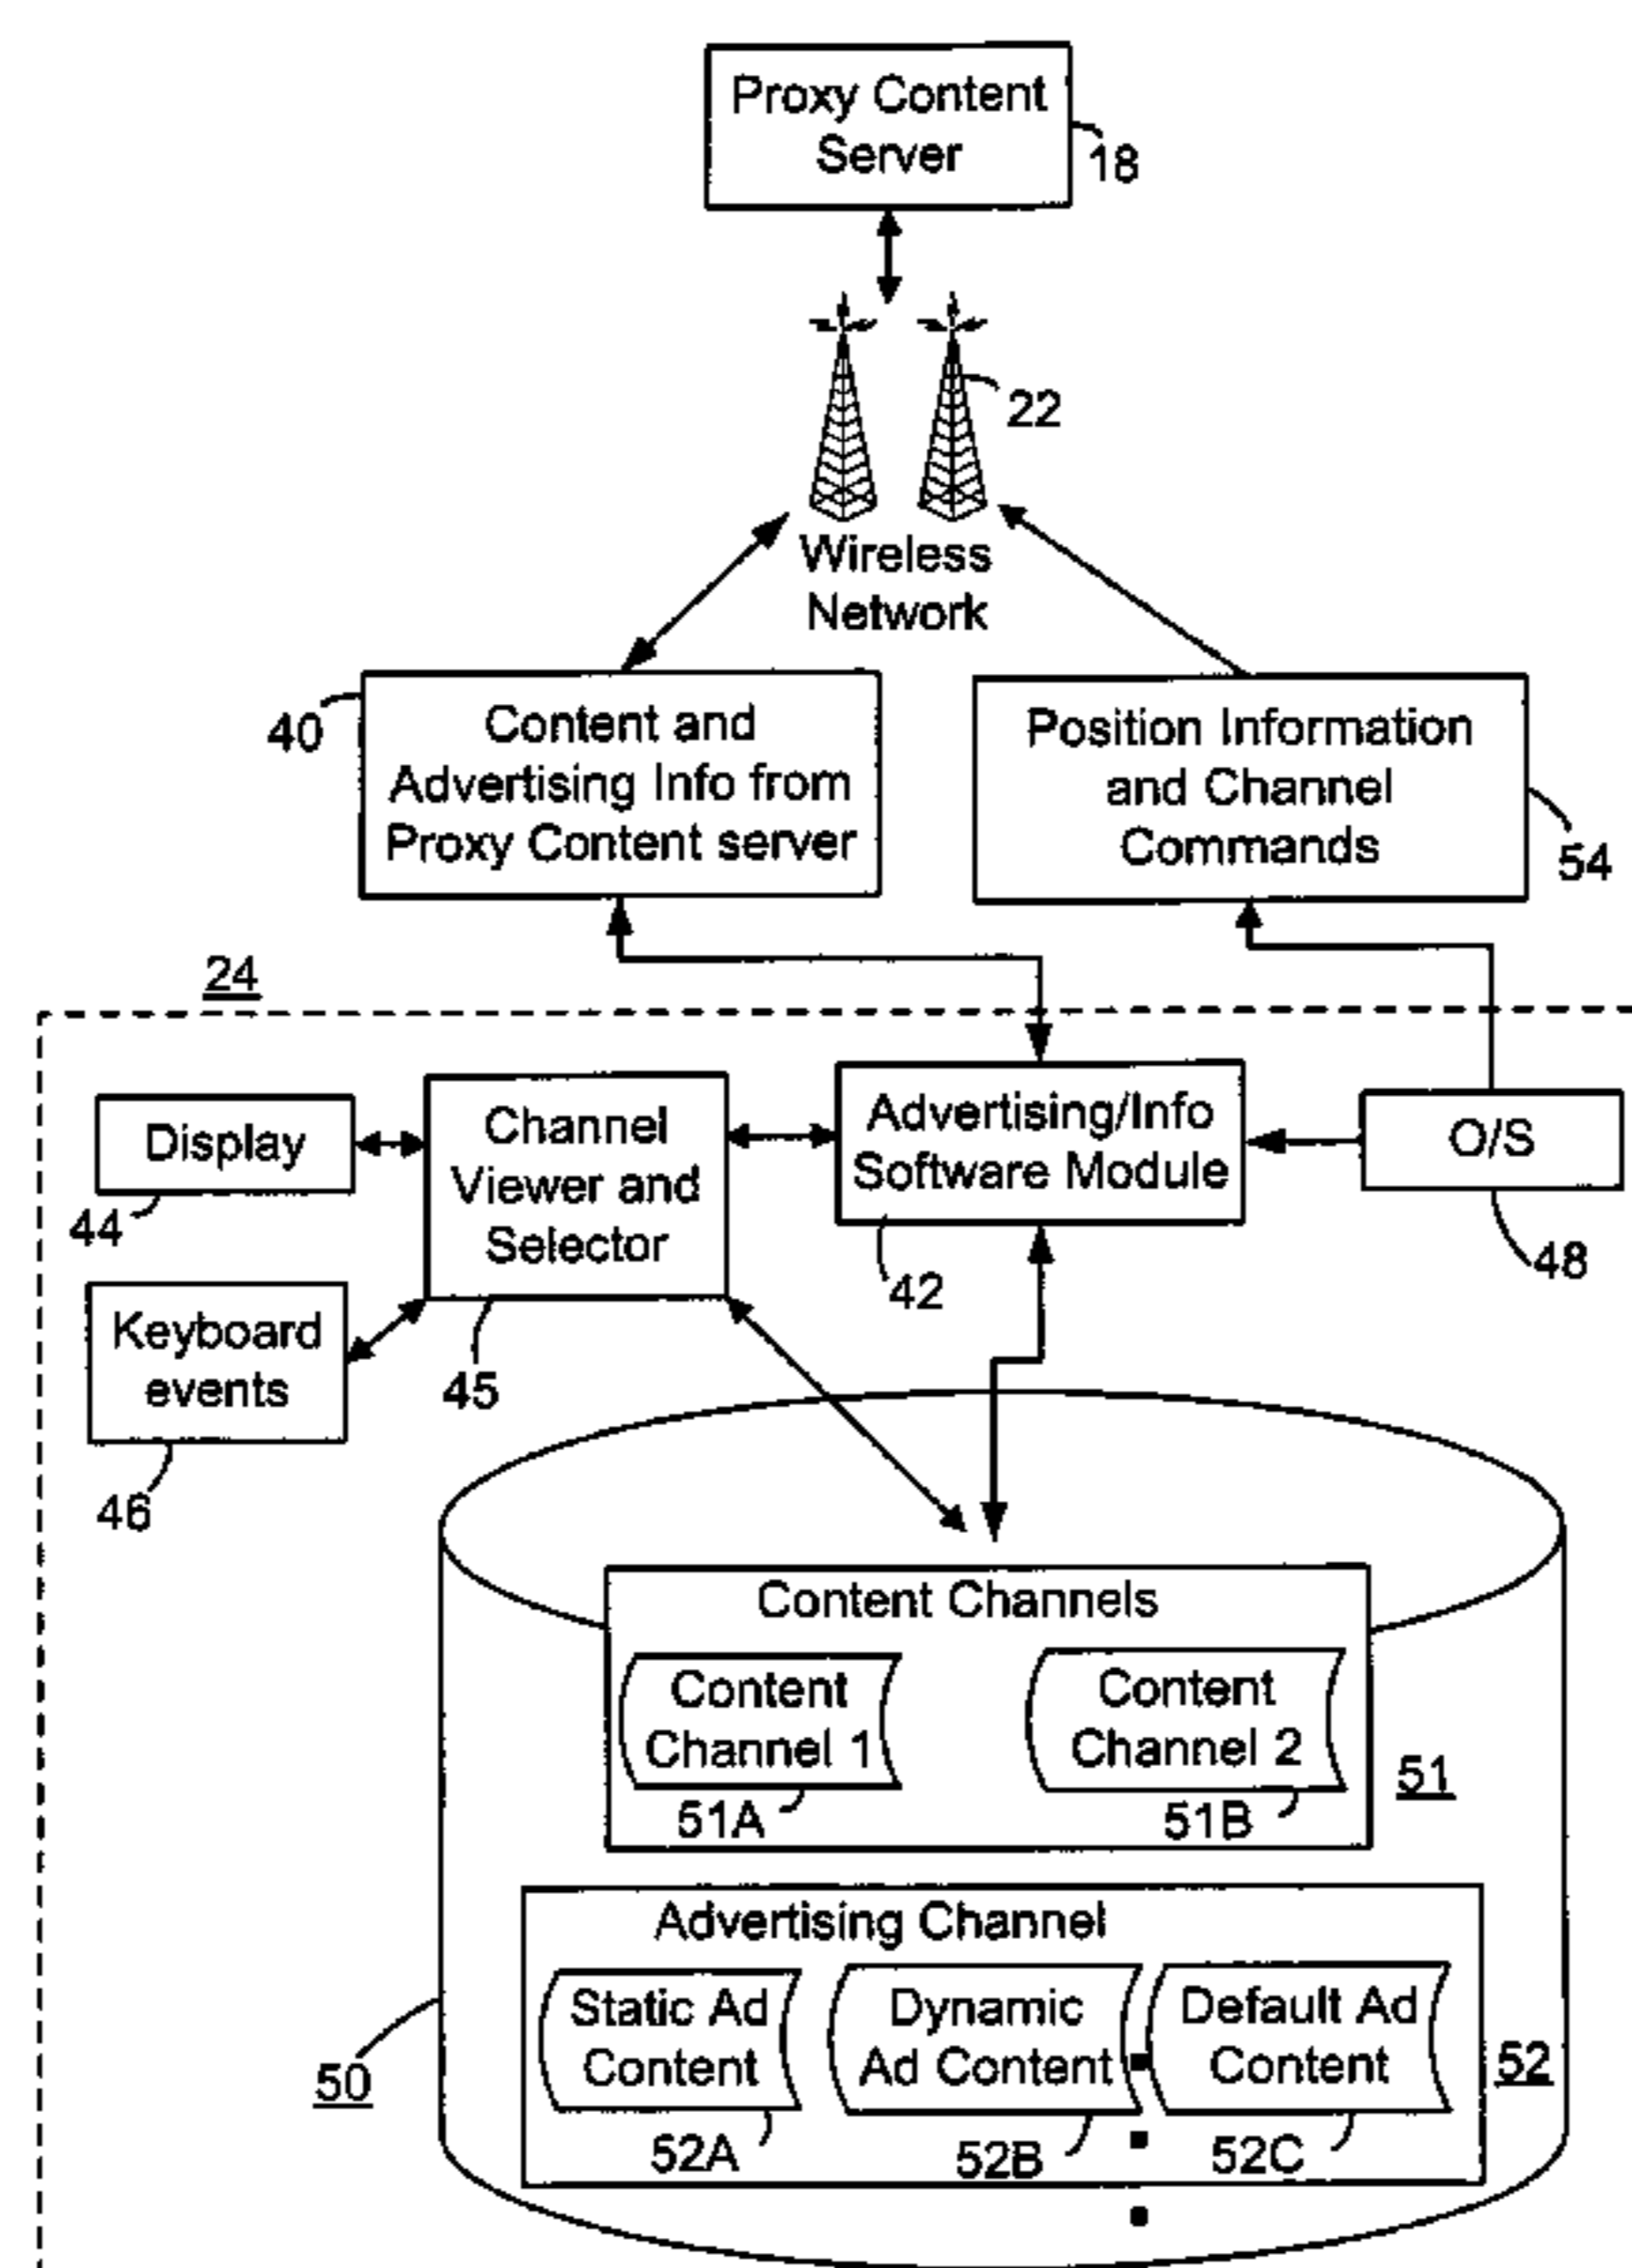 Proxy Content
Server
18
22
Wireless
Network
40
Content and
Advertising Info from
Proxy Content server
Position Information
and Channel
Commands
54
24
Display
44
Channel
Viewer and
Selector
45
Advertising/Info
Software Module
42
O/S
48
Keyboard
events
46
Content Channels
Content
Channel 1
51A
Content
Channel 2
51B
51
Advertising Channel
Static Ad
Content
52A
Dynamic
Ad Content
52B
Default Ad
Content
52C
52
50